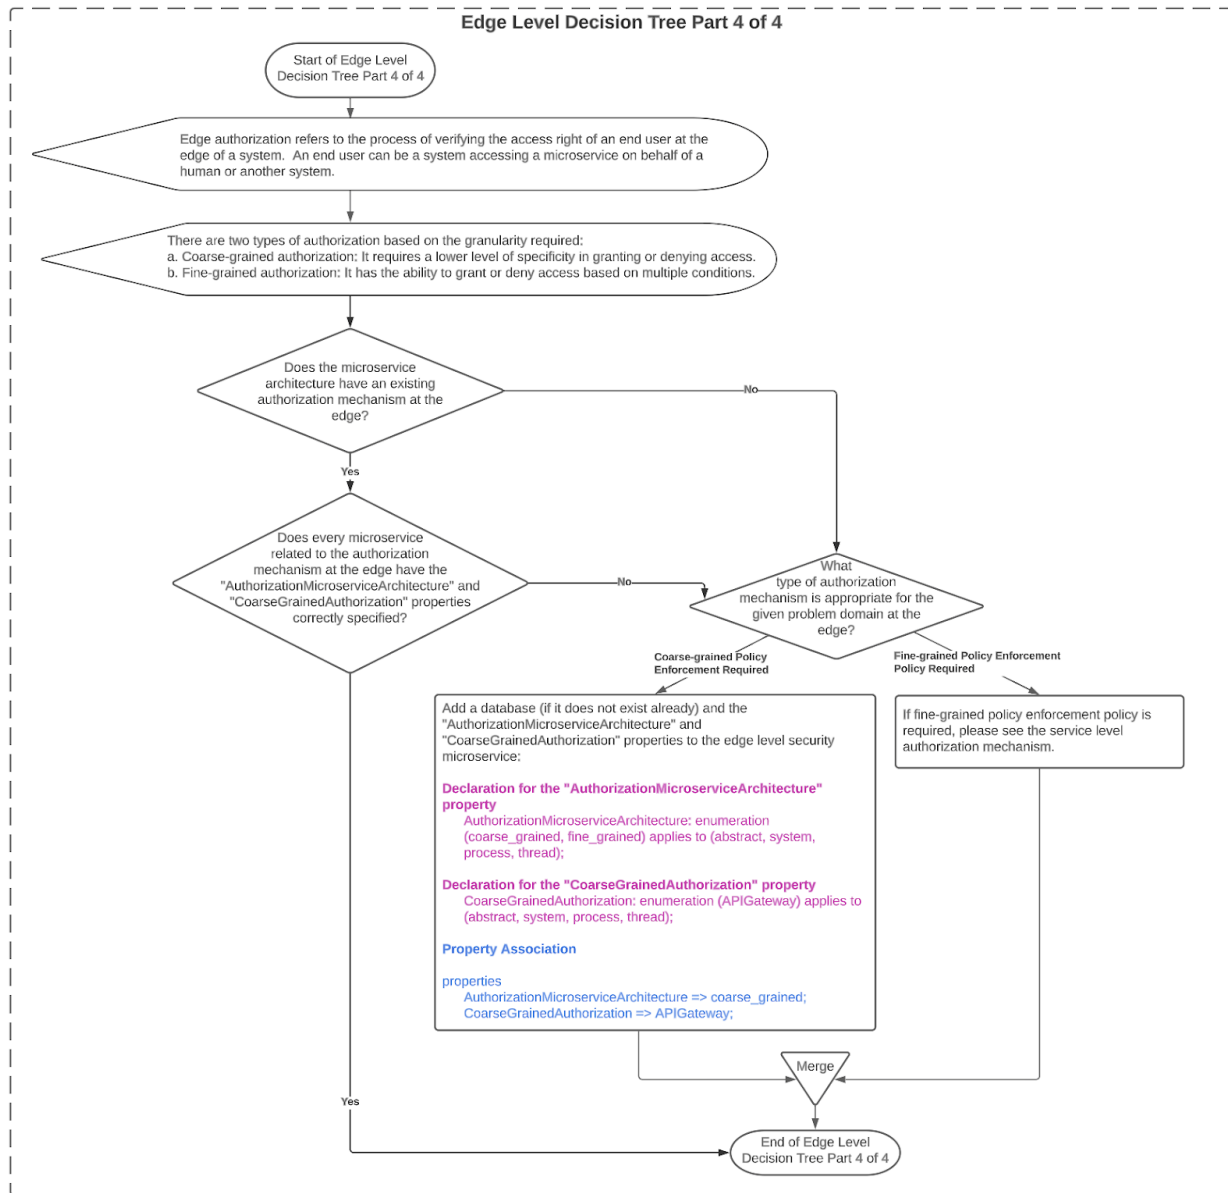 Edge Level Decision Tree Part 4 of 4
Start of Edge Level
Decision Tree Part 4 of 4
Edge authorization refers to the process of verifying the access right of an end user at the
edge of a system.  An end user can be a system accessing a microservice on behalf of a
human or another system.
There are two types of authorization based on the granularity required:
a. Coarse-grained authorization: It requires a lower level of specificity in granting or denying access.
b. Fine-grained authorization: It has the ability to grant or deny access based on multiple conditions.
Does the microservice
architecture have an existing
authorization mechanism at the
edge?
No
Yes
Does every microservice
related to the authorization
mechanism at the edge have the
"AuthorizationMicroserviceArchitecture" and
"CoarseGrainedAuthorization" properties
correctly specified?
No
What
type of authorization
mechanism is appropriate for the
given problem domain at the
edge?
Coarse-grained Policy
Enforcement Required
Fine-grained Policy Enforcement
Policy Required
Add a database (if it does not exist already) and the
"AuthorizationMicroserviceArchitecture" and
"CoarseGrainedAuthorization" properties to the edge level security
microservice:
Declaration for the "AuthorizationMicroserviceArchitecture"
property
AuthorizationMicroserviceArchitecture: enumeration
(coarse_grained, fine_grained) applies to (abstract, system,
process, thread);
Declaration for the "CoarseGrainedAuthorization" property
CoarseGrainedAuthorization: enumeration (APIGateway) applies to
(abstract, system, process, thread);
Property Association
properties
AuthorizationMicroserviceArchitecture => coarse_grained;
CoarseGrainedAuthorization => APIGateway;
If fine-grained policy enforcement policy is
required, please see the service level
authorization mechanism.
Merge
Yes
End of Edge Level
Decision Tree Part 4 of 4